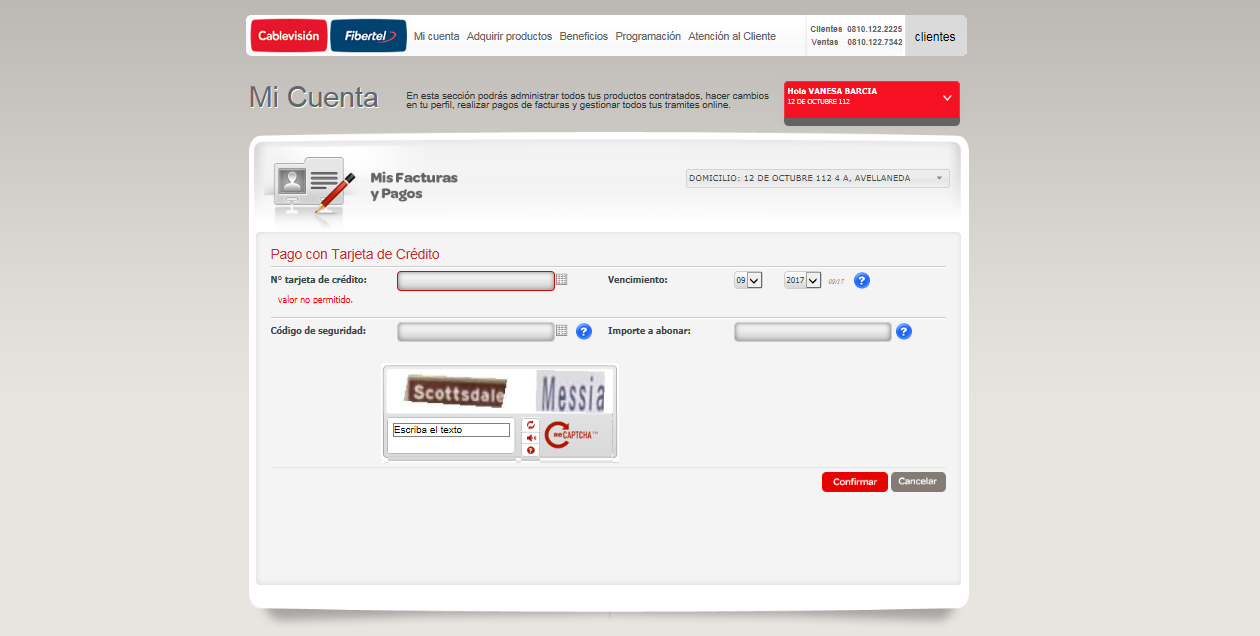 Cablevisión
Fibertel
Mi cuenta Adquirir productos Beneficios Programación Atención al Cliente
Clientes 0810.122.2225
Ventas 0810.122.7342
clientes
Mi Cuenta
En esta sección podrás administrar todos tus productos contratados, hacer cambios
en tu perfil, realizar pagos de facturas y gestionar todos tus tramites online.
Hola VANESA BARCIA
12 DE OCTUBRE 112
Mis Facturas
y Pagos
DOMICILIO: 12 DE OCTUBRE 112 4 A, AVELLANEDA
Pago con Tarjeta de Crédito
N° tarjeta de crédito:
Vencimiento:
09
2017
09/17
?
valor no permitido.
Código de seguridad:
?
Importe a abonar:
?
Scottsdale
Messia
Escriba el texto
?
reCAPTCHA™
Confirmar
Cancelar